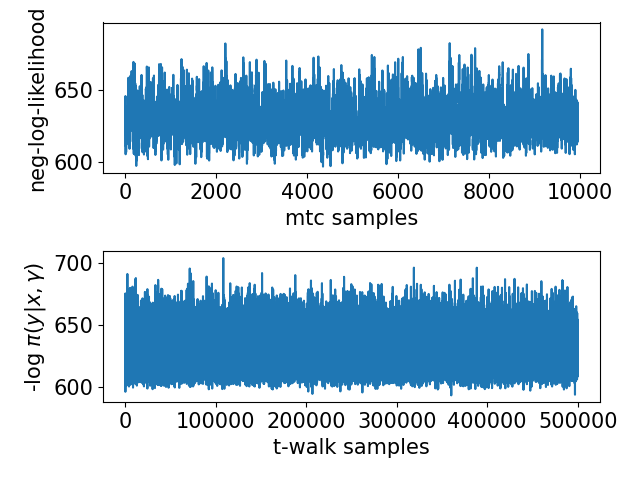 neg-log-likelihood
650
600
0 2000 4000 6000 8000 10000
mtc samples
-log π(y|x, γ)
700
650
600
0 100000 200000 300000 400000 500000
t-walk samples